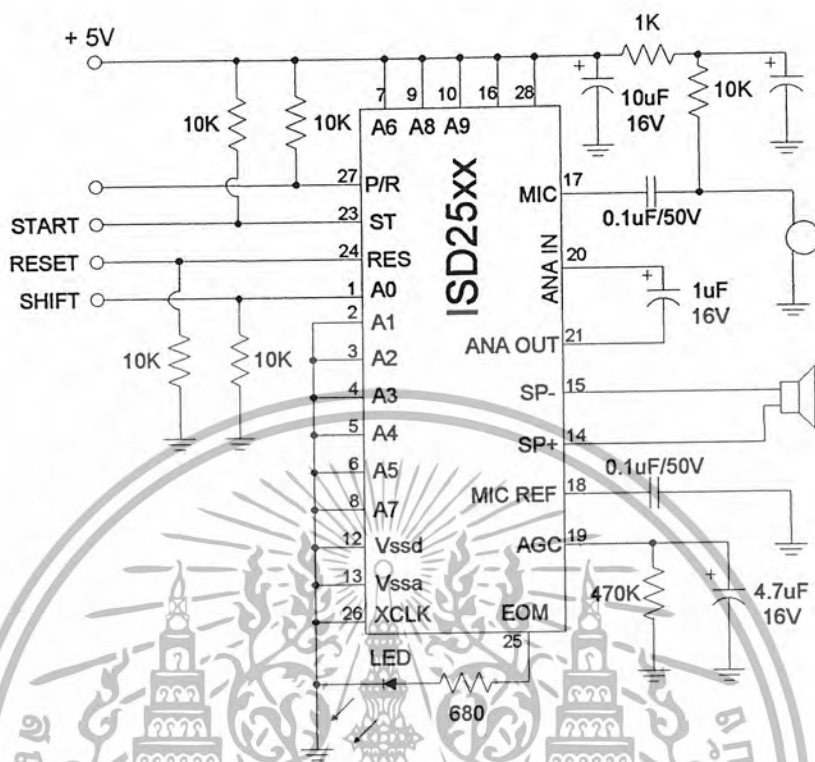 + 5V
1K
7
9
10
16
28
10K
10K
A6
A8
A9
10uF
16V
10K
27
P/R
START
23
ST
RESET
24
RES
SHIFT
1
A0
2
A1
3
A2
4
A3
5
A4
6
A5
8
A7
12
Vssd
13
Vssa
26
XCLK
10K
10K
ISD25xx
MIC
17
0.1uF/50V
ANA IN
20
1uF
16V
ANA OUT
21
SP-
15
SP+
14
0.1uF/50V
MIC REF
18
AGC
19
470K
4.7uF
16V
EOM
25
LED
680